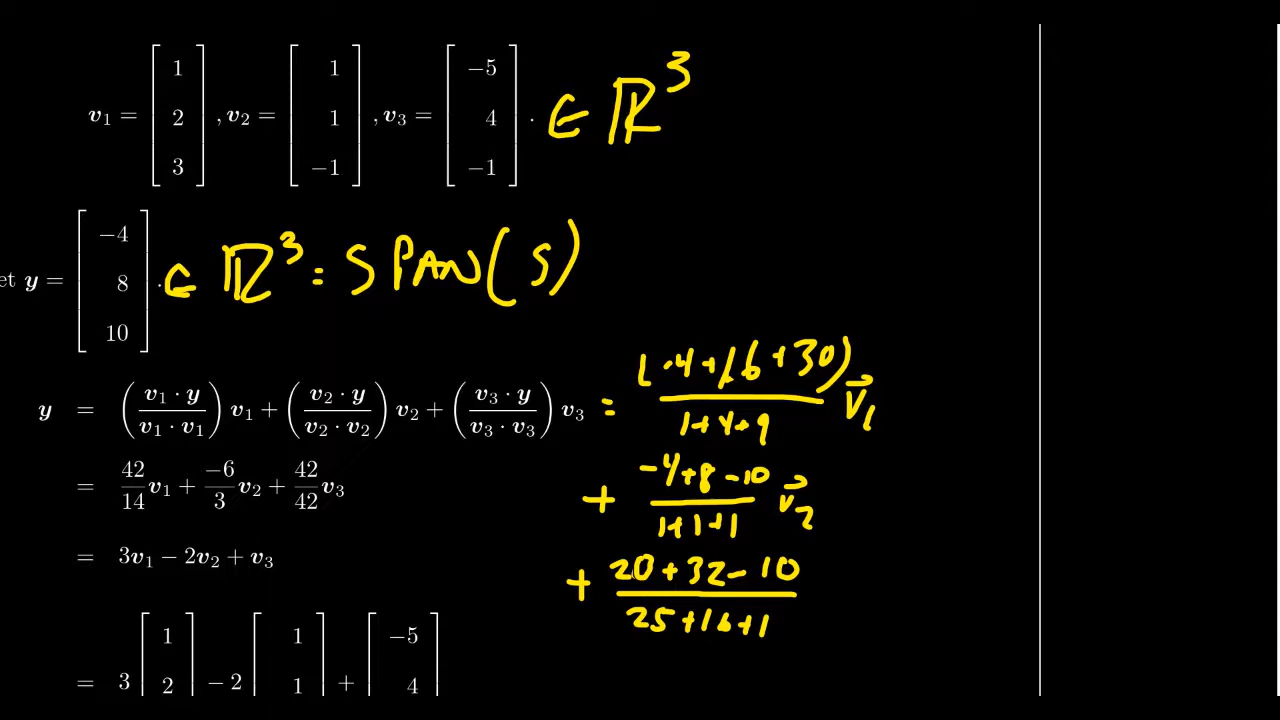 v₁ = [1 2 3], v₂ = [1 1 −1], v₃ = [−5 4 −1]. ∈ ℝ³
et y = [−4 8 10]. ∈ ℝ³ = SPAN(S)
y = (v₁ · y / v₁ · v₁) v₁ + (v₂ · y / v₂ · v₂) v₂ + (v₃ · y / v₃ · v₃) v₃ = (-4+16+30) / 1+4+9 v⃗₁
= 42/14 v₁ + −6/3 v₂ + 42/42 v₃ + -4+8-10 / 1+1+1 v⃗₂
= 3v₁ − 2v₂ + v₃ + 20+32-10 / 25+16+1
= 3 [1 2 − 2 [1 1 + [−5 4